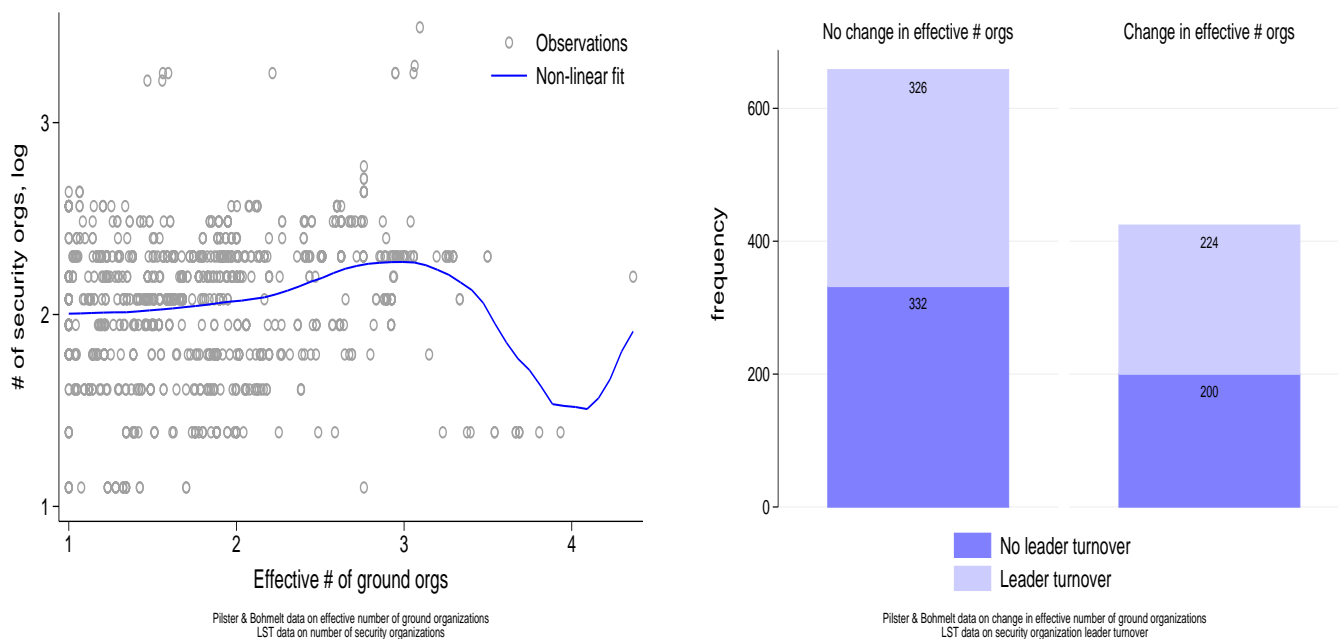 Observations
Non-linear fit
# of security orgs, log
3
2
1
1 2 3 4
Effective # of ground orgs
Pilster & Bohmelt data on effective number of ground organizations
LST data on number of security organizations
No change in effective # orgs
Change in effective # orgs
frequency
600
400
200
0
326
332
224
200
No leader turnover
Leader turnover
Pilster & Bohmelt data on change in effective number of ground organizations
LST data on security organization leader turnover